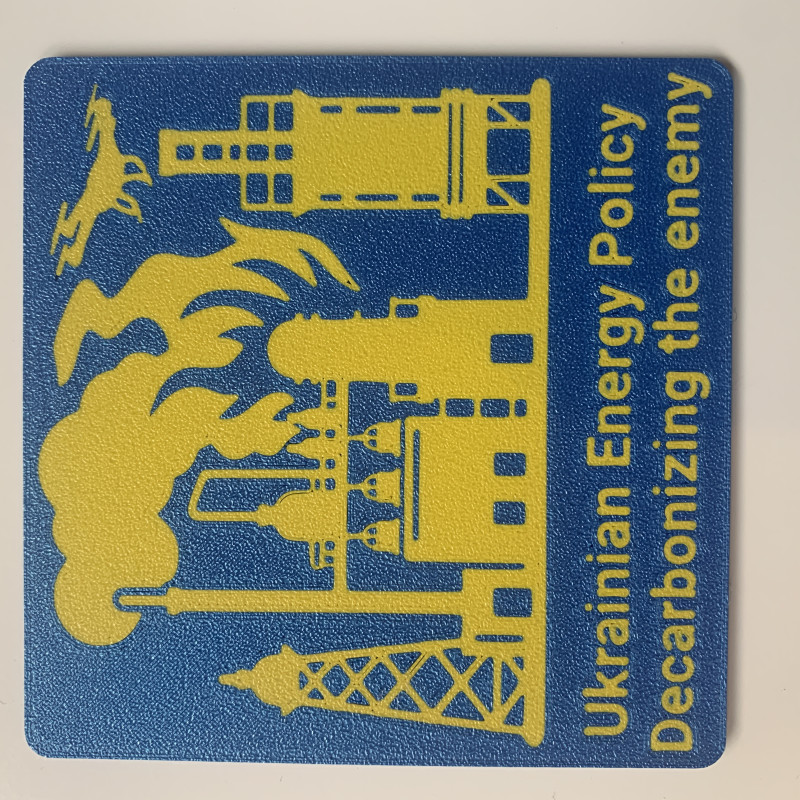 Ukrainian Energy Policy
Decarbonizing the enemy